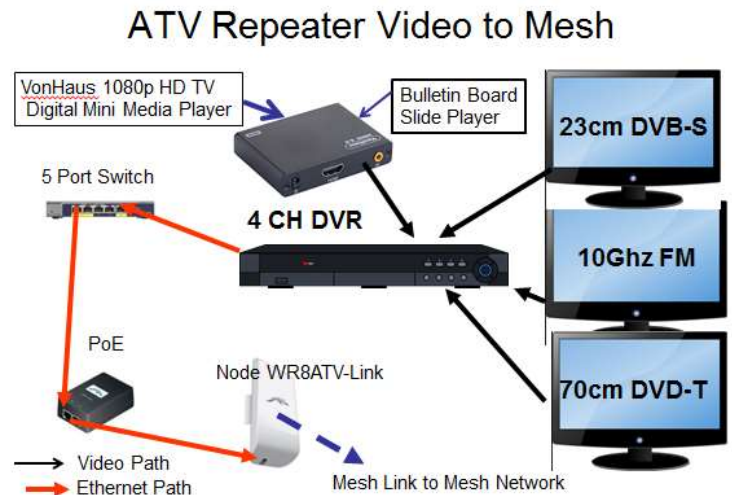 ATV Repeater Video to Mesh
VonHaus 1080p HD TV
Digital Mini Media Player
Bulletin Board
Slide Player
23cm DVB-S
5 Port Switch
4 CH DVR
10Ghz FM
PoE
Node WR8ATV-Link
70cm DVD-T
Video Path
Mesh Link to Mesh Network
Ethernet Path